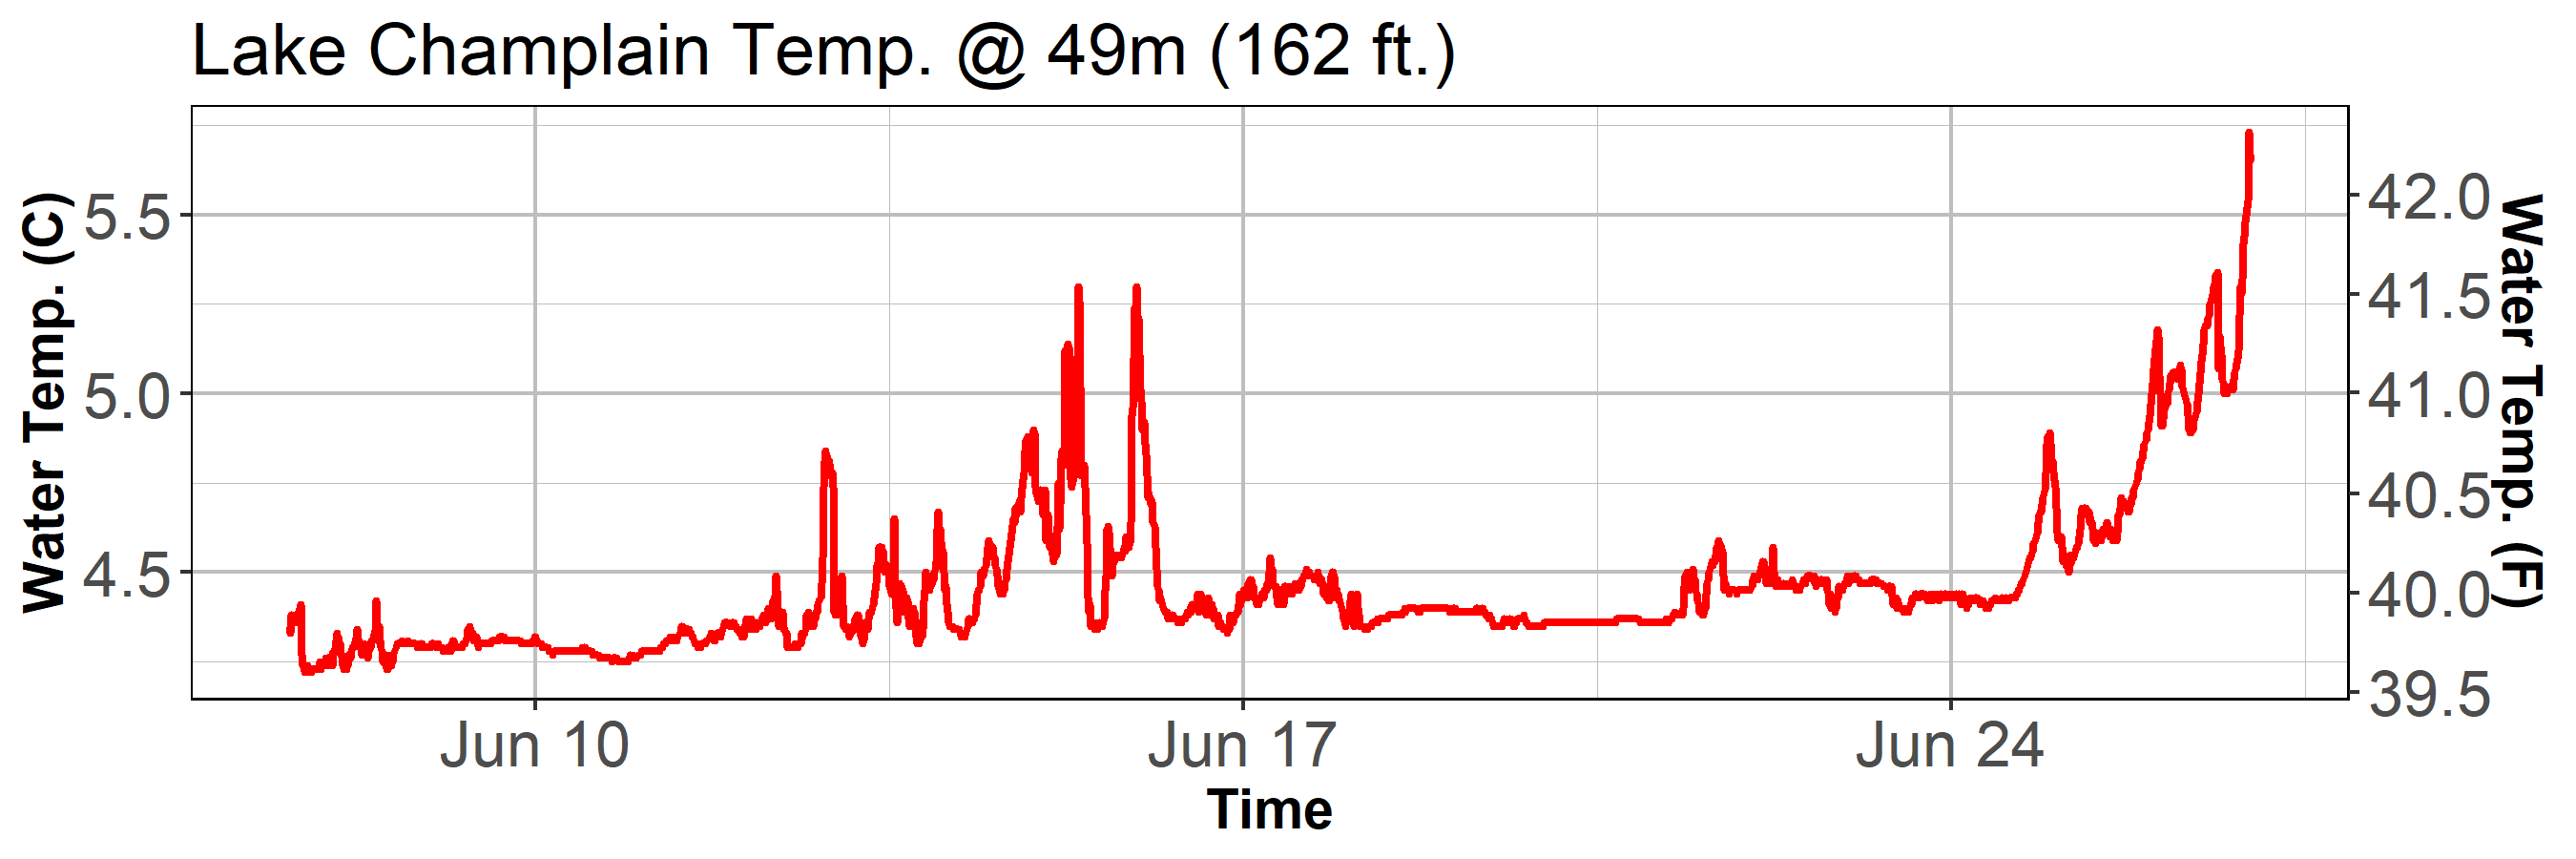 Lake Champlain Temp. @ 49m (162 ft.)
Water Temp. (C)
5.5
5.0
4.5
42.0
41.5
41.0
40.5
40.0
39.5
Water Temp. (F)
Jun 10
Jun 17
Jun 24
Time